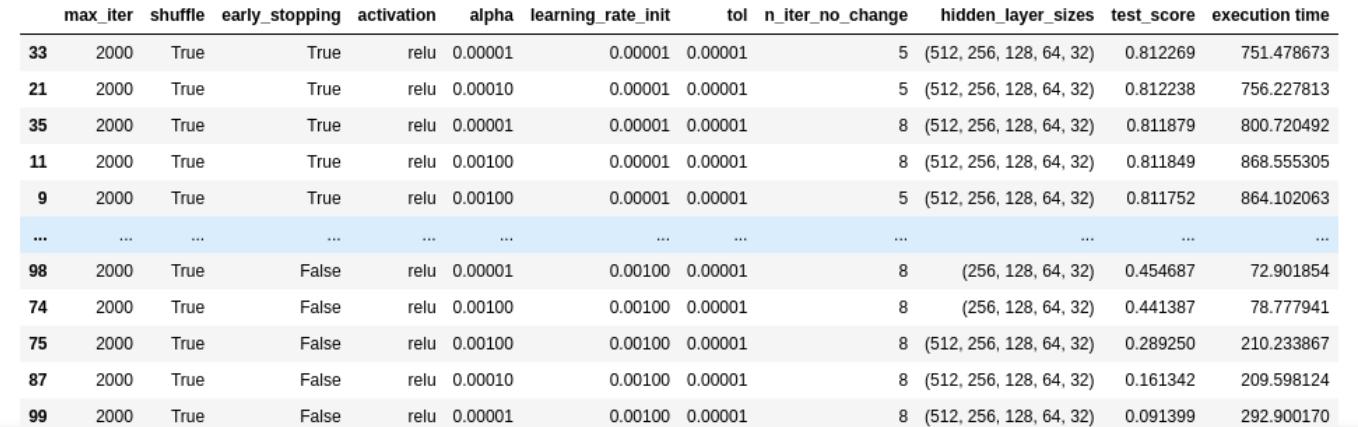 max_iter shuffle early_stopping activation alpha learning_rate_init tol n_iter_no_change hidden_layer_sizes test_score execution time
33 2000 True True relu 0.00001 0.00001 0.00001 5 (512, 256, 128, 64, 32) 0.812269 751.478673
21 2000 True True relu 0.00010 0.00001 0.00001 5 (512, 256, 128, 64, 32) 0.812238 756.227813
35 2000 True True relu 0.00001 0.00001 0.00001 8 (512, 256, 128, 64, 32) 0.811879 800.720492
11 2000 True True relu 0.00100 0.00001 0.00001 8 (512, 256, 128, 64, 32) 0.811849 868.555305
9 2000 True True relu 0.00100 0.00001 0.00001 5 (512, 256, 128, 64, 32) 0.811752 864.102063
... ... ... ... ... ... ... ... ... ... ... ...
98 2000 True False relu 0.00001 0.00100 0.00001 8 (256, 128, 64, 32) 0.454687 72.901854
74 2000 True False relu 0.00100 0.00100 0.00001 8 (256, 128, 64, 32) 0.441387 78.777941
75 2000 True False relu 0.00100 0.00100 0.00001 8 (512, 256, 128, 64, 32) 0.289250 210.233867
87 2000 True False relu 0.00010 0.00100 0.00001 8 (512, 256, 128, 64, 32) 0.161342 209.598124
99 2000 True False relu 0.00001 0.00100 0.00001 8 (512, 256, 128, 64, 32) 0.091399 292.900170